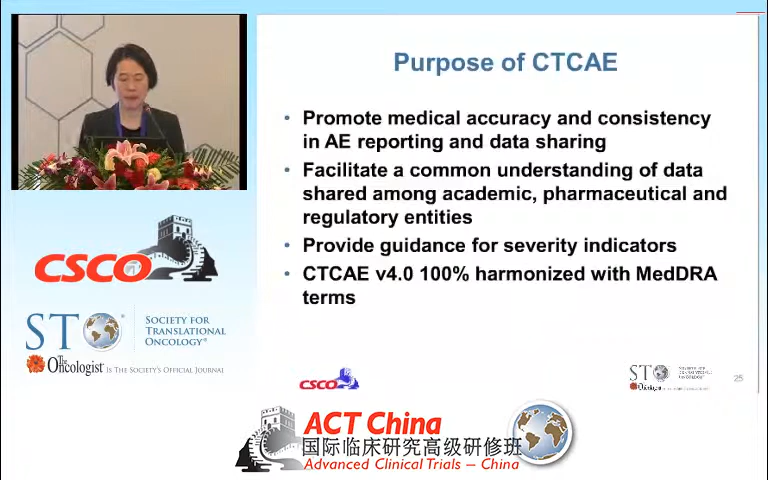 Purpose of CTCAE
• Promote medical accuracy and consistency
in AE reporting and data sharing
• Facilitate a common understanding of data
shared among academic, pharmaceutical and
regulatory entities
• Provide guidance for severity indicators
• CTCAE v4.0 100% harmonized with MedDRA
terms
CSCO
STO
SOCIETY FOR
TRANSLATIONAL
ONCOLOGY®
The Oncologist IS THE SOCIETY'S OFFICIAL JOURNAL
CSCO
STO
The Oncologist
25
ACT China
国际临床研究高级研修班
Advanced Clinical Trials – China